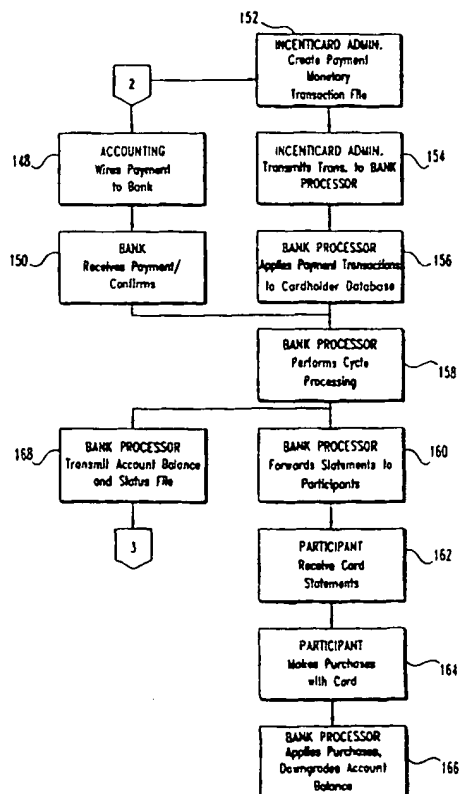 152
INCENTICARD ADMIN.
Create Payment
Monetary
Transaction File
2
148
ACCOUNTING
Wires Payment
to Bank
INCENTICARD ADMIN.
Transmits Trans. to BANK
PROCESSOR
154
150
BANK
Receives Payment/
Confirms
BANK PROCESSOR
Applies Payment Transactions
to Cardholder Database
156
BANK PROCESSOR
Performs Cycle
Processing
158
168
BANK PROCESSOR
Transmit Account Balance
and Status File
BANK PROCESSOR
Forwards Statements to
Participants
160
3
PARTICIPANT
Receive Card
Statements
162
PARTICIPANT
Makes Purchases
with Card
164
BANK PROCESSOR
Applies Purchases,
Downgrades Account
Balance
166